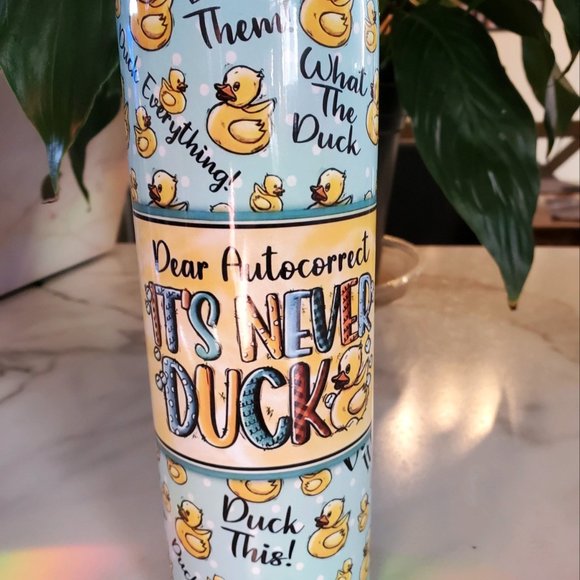 Them!
Duck
Everything!
What
The
Duck
Dear Autocorrect
IT'S NEVER
DUCK
Duck
This!